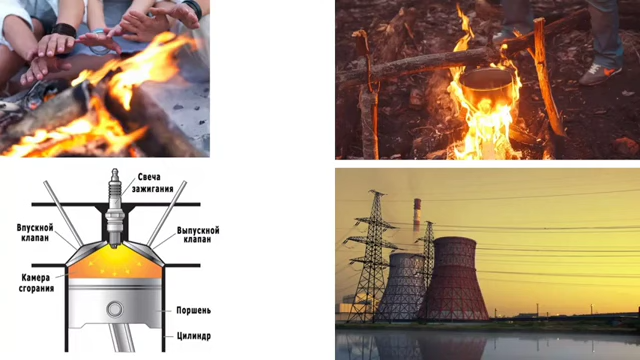 Свеча
зажигания
Впускной
клапан
Выпускной
клапан
Камера
сгорания
Поршень
Цилиндр